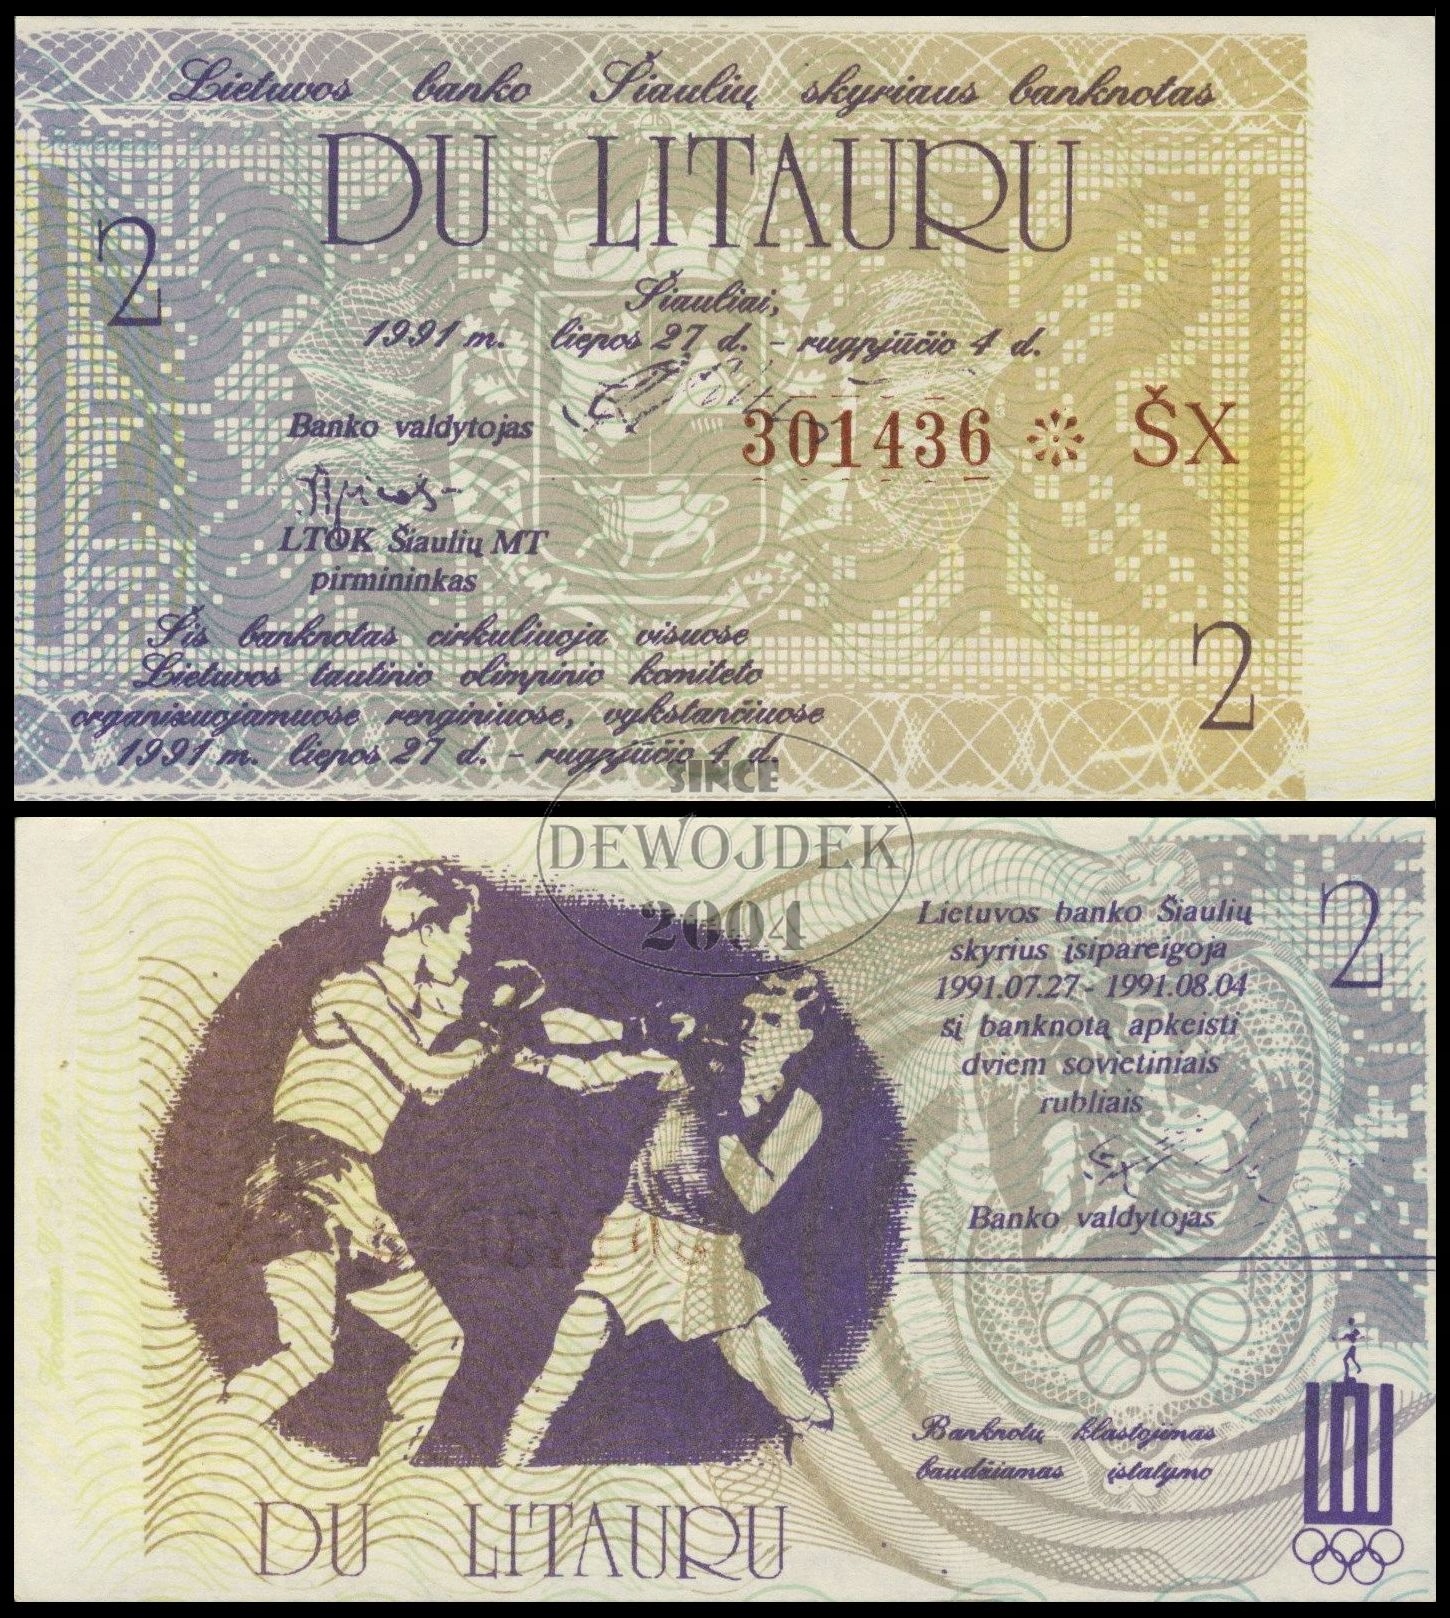 Lietuvos banko Šiaulių skyriaus banknotas
DU LITAURU
2
Šiauliai,
1991 m. liepos 27 d. - rugpjūčio 4 d.
Banko valdytojas
301436 ŠX
LTOK Šiaulių MT
pirmininkas
Šis banknotas cirkuliuoja visuose
Lietuvos tautinio olimpinio komiteto
organizuojamuose renginiuose, vykstančiuose
1991 m. liepos 27 d. - rugpjūčio 4 d.
2
SINCE
DEWOJDEK
2004
2
Lietuvos banko Šiaulių
skyrius įsipareigoja
1991.07.27 - 1991.08.04
šį banknotą apkeisti
dviem sovietiniais
rubliais
Banko valdytojas
Banknotų klastojimas
baudžiamas įstatymo
DU LITAURU